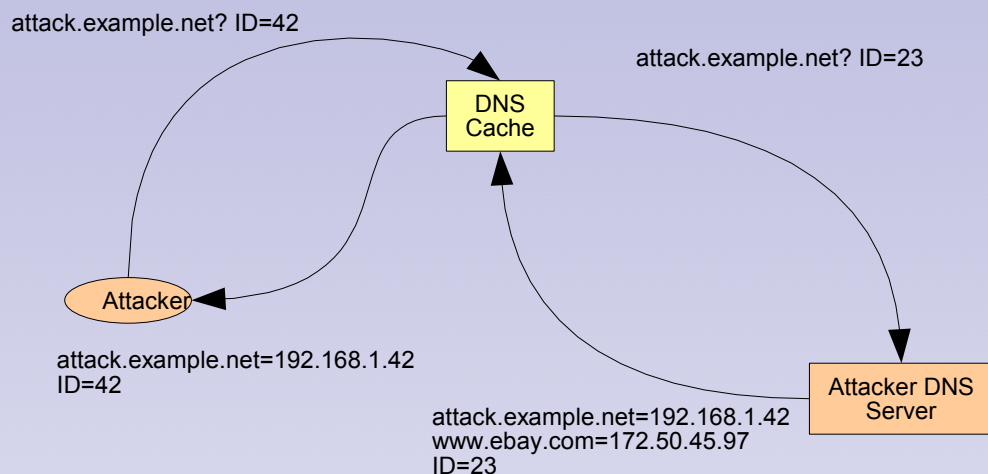 attack.example.net? ID=42
attack.example.net? ID=23
DNS
Cache
Attacker
attack.example.net=192.168.1.42
ID=42
Attacker DNS
Server
attack.example.net=192.168.1.42
www.ebay.com=172.50.45.97
ID=23